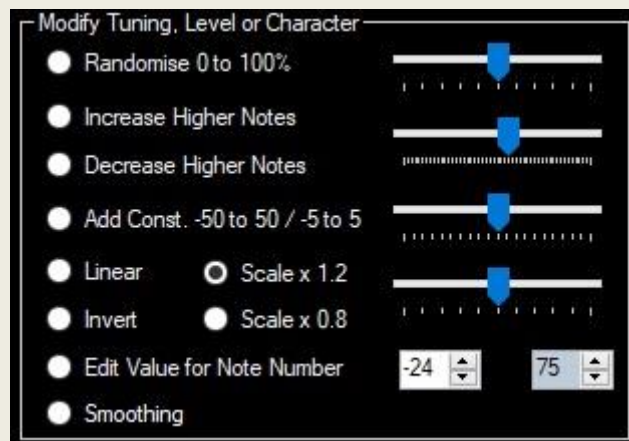 Modify Tuning, Level or Character
Randomise 0 to 100%
Increase Higher Notes
Decrease Higher Notes
Add Const. -50 to 50 / -5 to 5
Linear Scale x 1.2
Invert Scale x 0.8
Edit Value for Note Number -24 75
Smoothing